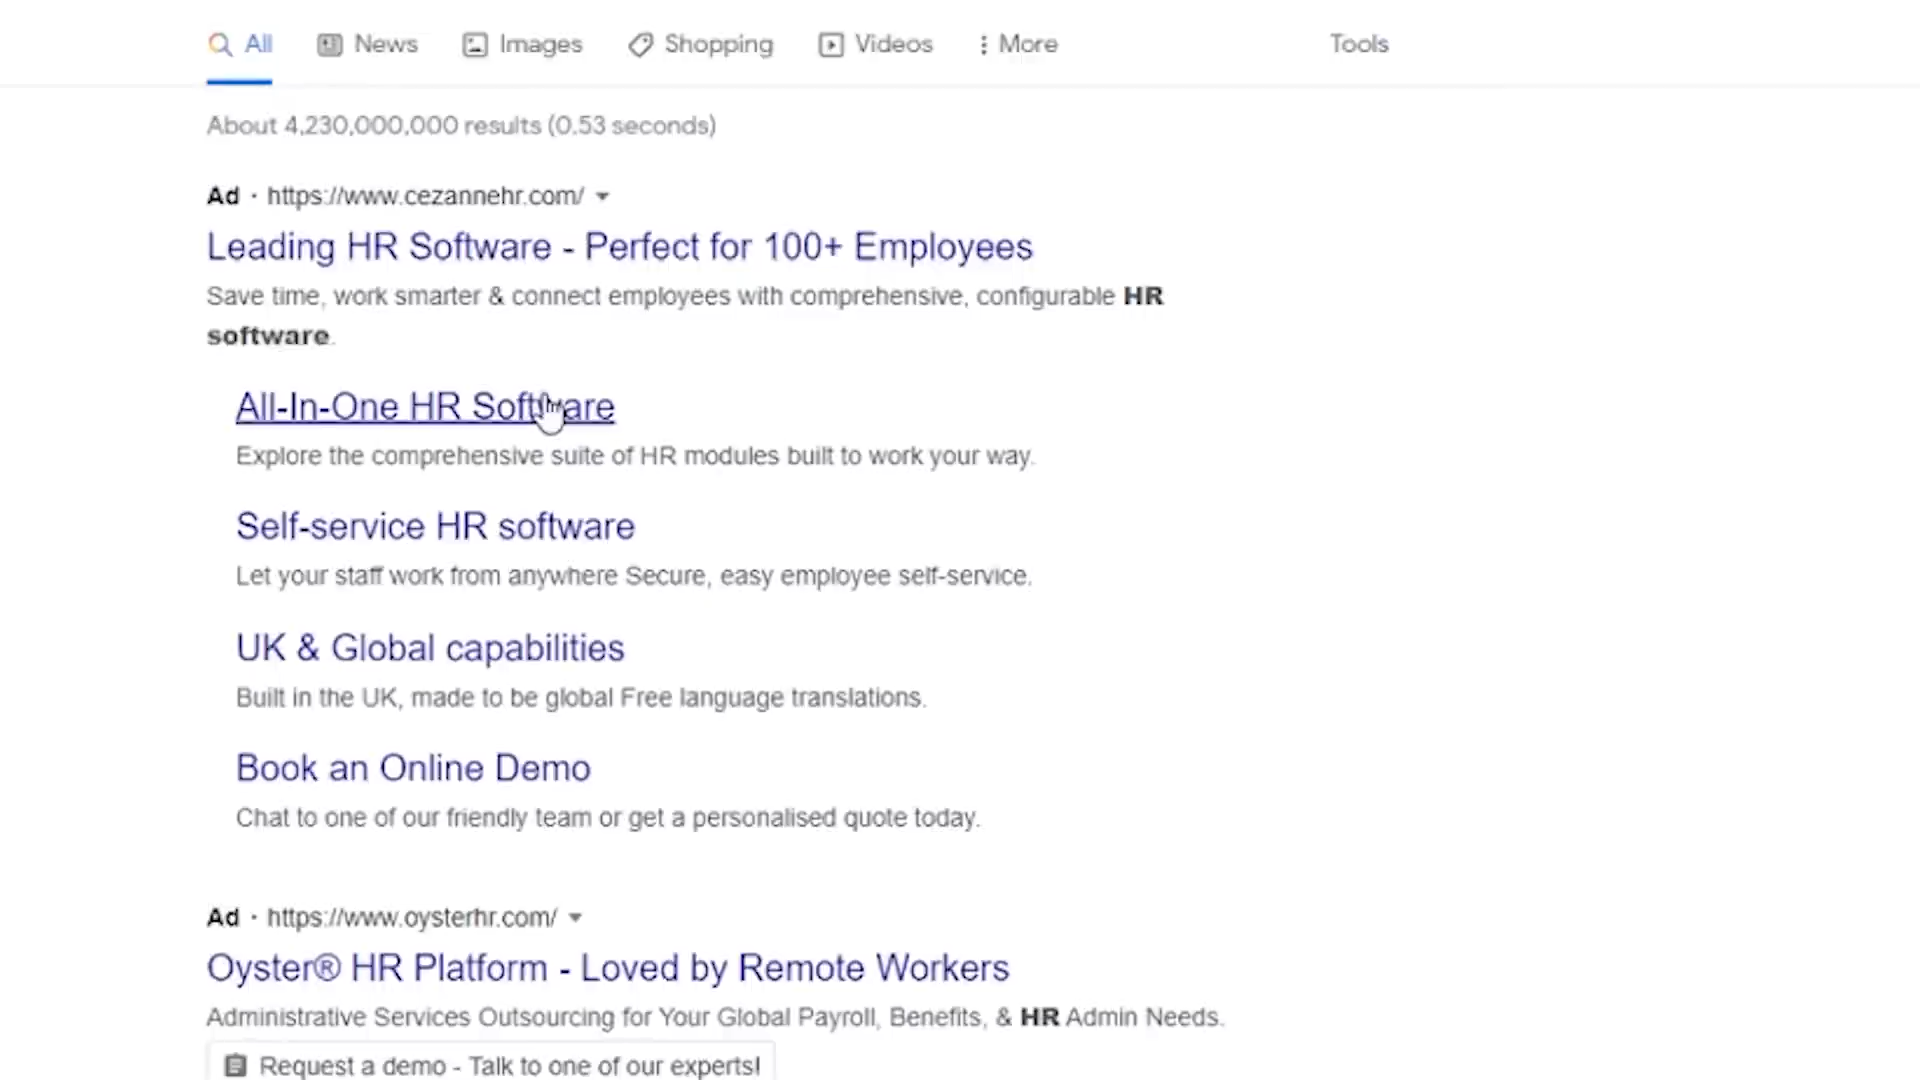 All News Images Shopping Videos More Tools
About 4,230,000,000 results (0.53 seconds)
Ad · https://www.cezannehr.com/
Leading HR Software - Perfect for 100+ Employees
Save time, work smarter & connect employees with comprehensive, configurable HR
software.
All-In-One HR Software
Explore the comprehensive suite of HR modules built to work your way.
Self-service HR software
Let your staff work from anywhere Secure, easy employee self-service.
UK & Global capabilities
Built in the UK, made to be global Free language translations.
Book an Online Demo
Chat to one of our friendly team or get a personalised quote today.
Ad · https://www.oysterhr.com/
Oyster® HR Platform - Loved by Remote Workers
Administrative Services Outsourcing for Your Global Payroll, Benefits, & HR Admin Needs.
Request a demo - Talk to one of our experts!